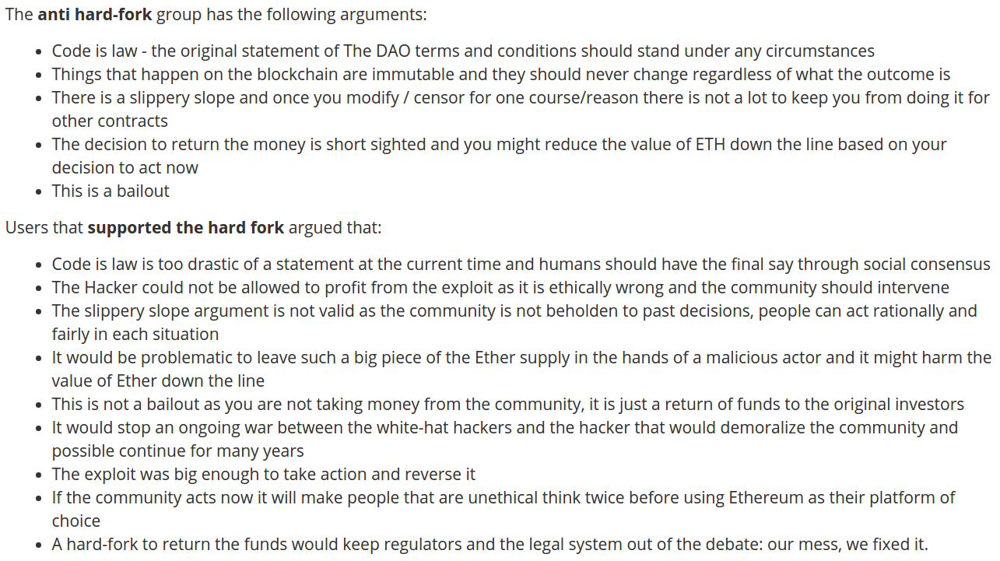 The anti hard-fork group has the following arguments:
• Code is law - the original statement of The DAO terms and conditions should stand under any circumstances
• Things that happen on the blockchain are immutable and they should never change regardless of what the outcome is
• There is a slippery slope and once you modify / censor for one course/reason there is not a lot to keep you from doing it for
other contracts
• The decision to return the money is short sighted and you might reduce the value of ETH down the line based on your
decision to act now
• This is a bailout
Users that supported the hard fork argued that:
• Code is law is too drastic of a statement at the current time and humans should have the final say through social consensus
• The Hacker could not be allowed to profit from the exploit as it is ethically wrong and the community should intervene
• The slippery slope argument is not valid as the community is not beholden to past decisions, people can act rationally and
fairly in each situation
• It would be problematic to leave such a big piece of the Ether supply in the hands of a malicious actor and it might harm the
value of Ether down the line
• This is not a bailout as you are not taking money from the community, it is just a return of funds to the original investors
• It would stop an ongoing war between the white-hat hackers and the hacker that would demoralize the community and
possible continue for many years
• The exploit was big enough to take action and reverse it
• If the community acts now it will make people that are unethical think twice before using Ethereum as their platform of
choice
• A hard-fork to return the funds would keep regulators and the legal system out of the debate: our mess, we fixed it.